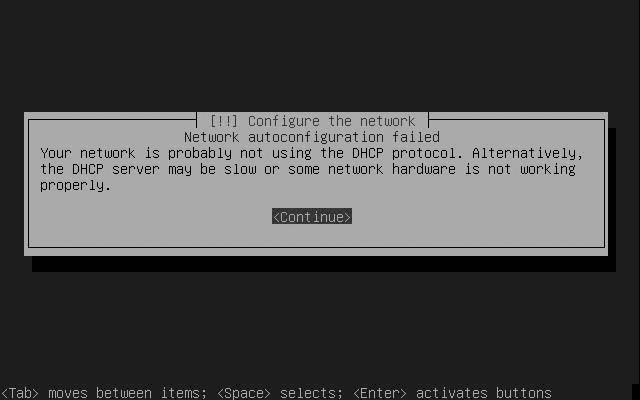 [!!] Configure the network
Network autoconfiguration failed
Your network is probably not using the DHCP protocol. Alternatively,
the DHCP server may be slow or some network hardware is not working
properly.
<Continue>
<Tab> moves between items; <Space> selects; <Enter> activates buttons